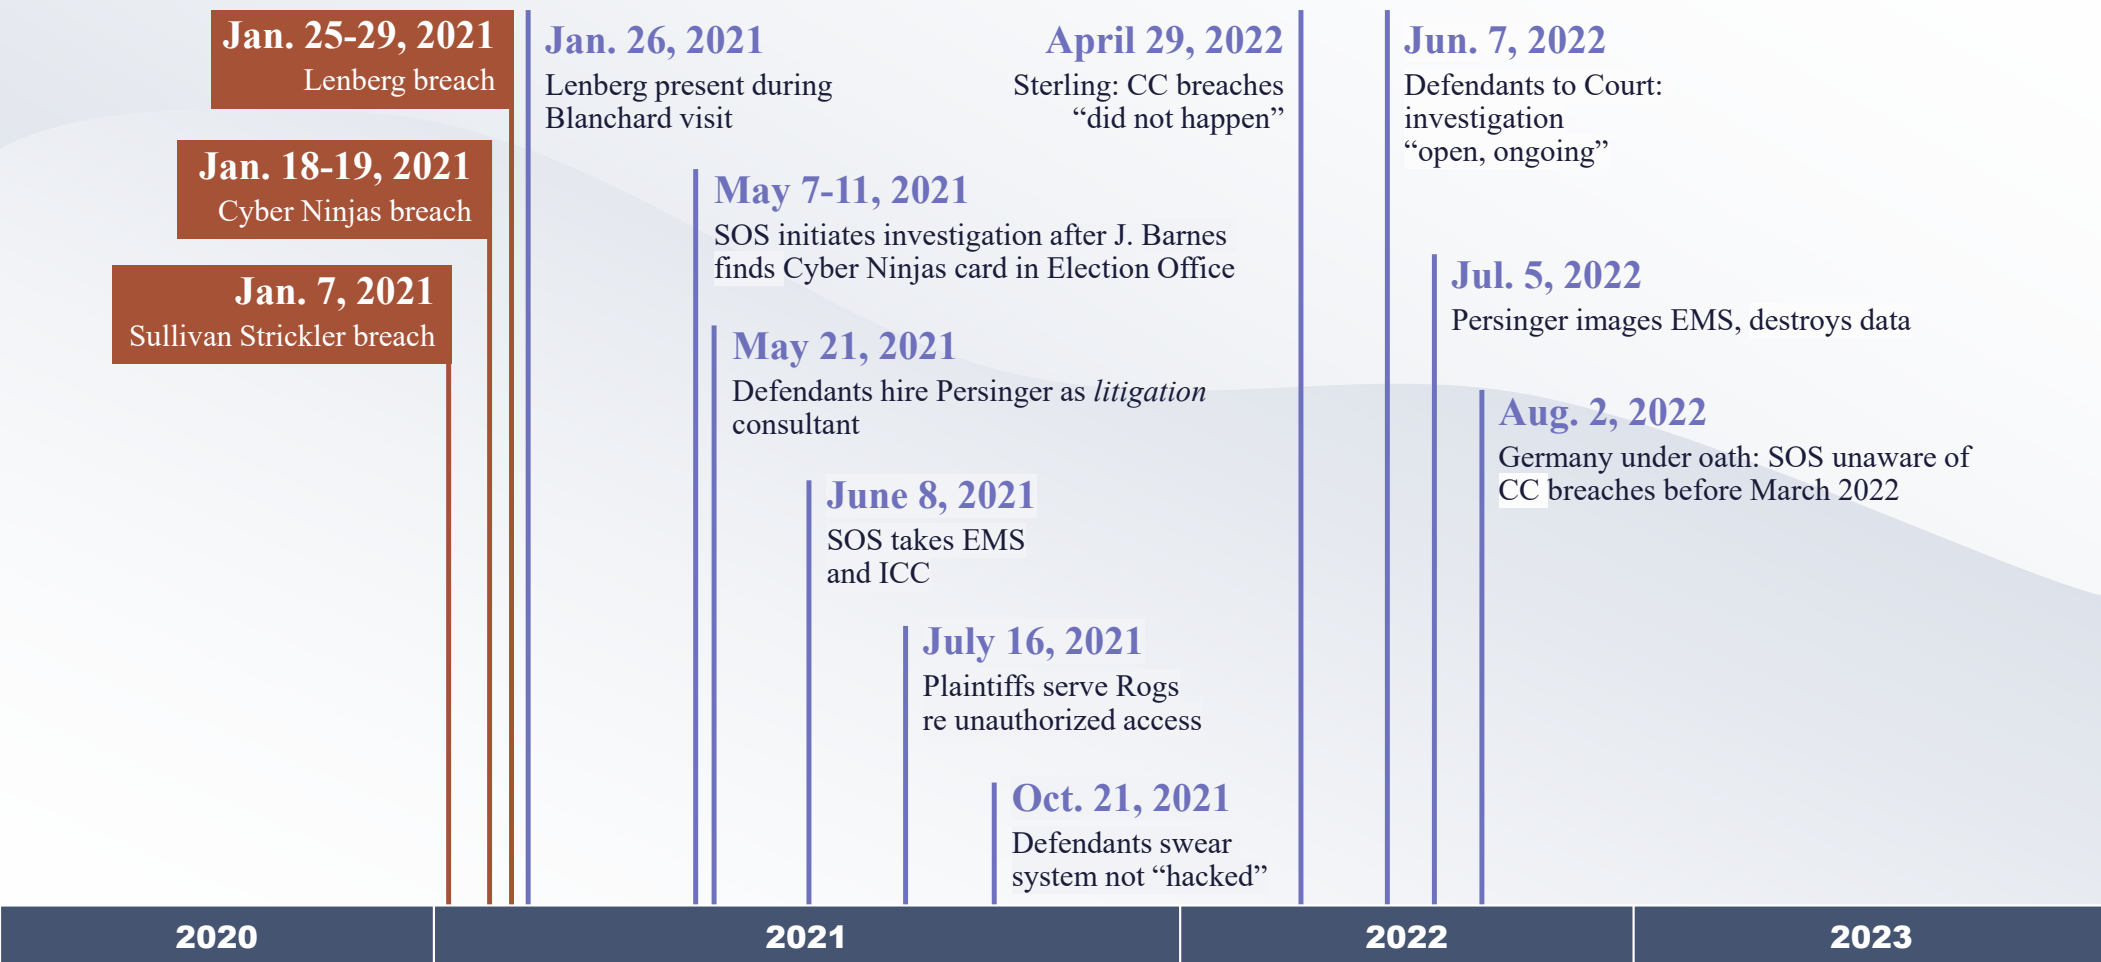 Jan. 25-29, 2021
Lenberg breach
Jan. 18-19, 2021
Cyber Ninjas breach
Jan. 7, 2021
Sullivan Strickler breach
Jan. 26, 2021
Lenberg present during
Blanchard visit
May 7-11, 2021
SOS initiates investigation after J. Barnes
finds Cyber Ninjas card in Election Office
May 21, 2021
Defendants hire Persinger as litigation
consultant
June 8, 2021
SOS takes EMS
and ICC
July 16, 2021
Plaintiffs serve Rogs
re unauthorized access
Oct. 21, 2021
Defendants swear
system not “hacked”
April 29, 2022
Sterling: CC breaches
“did not happen”
Jun. 7, 2022
Defendants to Court:
investigation
“open, ongoing”
Jul. 5, 2022
Persinger images EMS, destroys data
Aug. 2, 2022
Germany under oath: SOS unaware of
CC breaches before March 2022
2020
2021
2022
2023